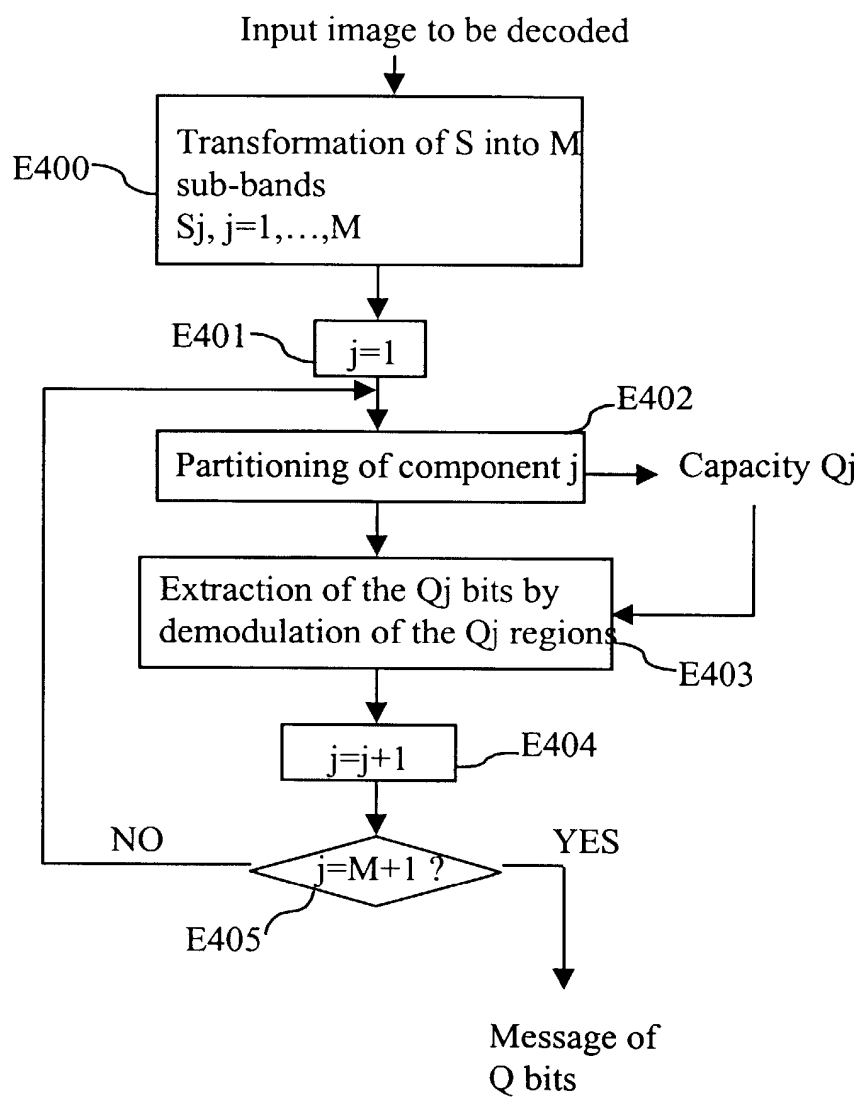 Input image to be decoded
E400
Transformation of S into M
sub-bands
Sj, j=1,...,M
E401
j=1
E402
Partitioning of component j
Capacity Qj
Extraction of the Qj bits by
demodulation of the Qj regions
E403
j=j+1
E404
NO
YES
j=M+1 ?
E405
Message of
Q bits